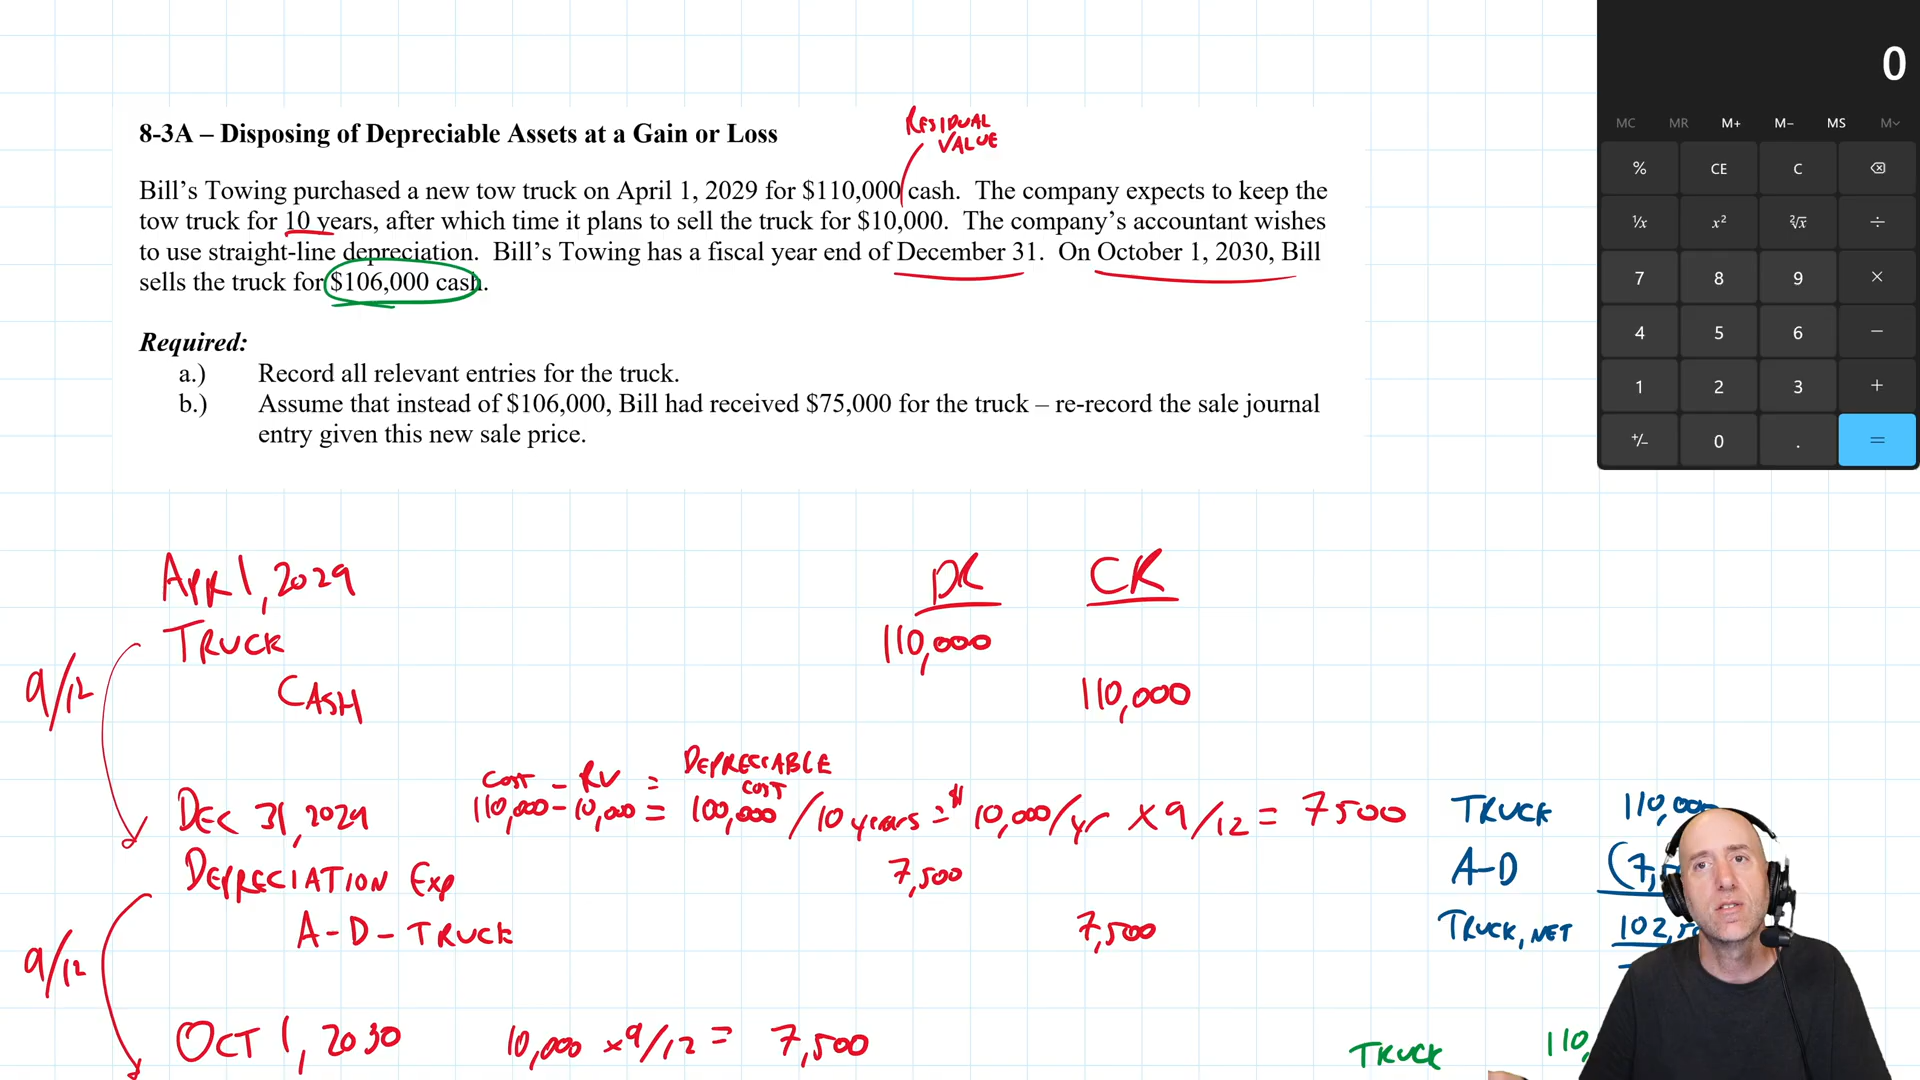 8-3A – Disposing of Depreciable Assets at a Gain or Loss
RESIDUAL
VALUE
Bill's Towing purchased a new tow truck on April 1, 2029 for $110,000 cash. The company expects to keep the
tow truck for 10 years, after which time it plans to sell the truck for $10,000. The company's accountant wishes
to use straight-line depreciation. Bill's Towing has a fiscal year end of December 31. On October 1, 2030, Bill
sells the truck for $106,000 cash.
Required:
a.) Record all relevant entries for the truck.
b.) Assume that instead of $106,000, Bill had received $75,000 for the truck – re-record the sale journal
entry given this new sale price.
0
MC MR M+ M− MS M˅
% CE C
⅟x x² ²√x ÷
7 8 9 ×
4 5 6 −
1 2 3 +
+/− 0 . =
APR 1, 2029 DR CR
TRUCK 110,000
9/12
CASH 110,000
COST − RV = DEPRECIABLE COST
DEC 31, 2029 110,000 − 10,000 = 100,000 / 10 years = $10,000/yr × 9/12 = 7500
DEPRECIATION EXP 7,500
A-D-TRUCK 7,500
TRUCK
A-D
TRUCK, NET
9/12
OCT 1, 2030 10,000 × 9/12 = 7,500
TRUCK